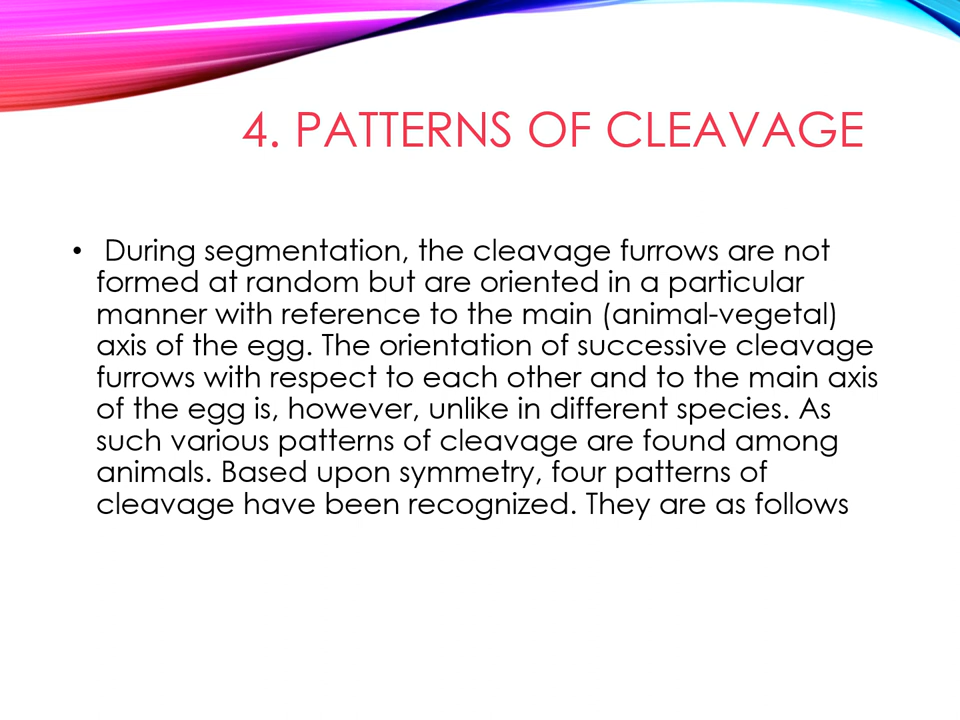 4. PATTERNS OF CLEAVAGE
• During segmentation, the cleavage furrows are not
formed at random but are oriented in a particular
manner with reference to the main (animal-vegetal)
axis of the egg. The orientation of successive cleavage
furrows with respect to each other and to the main axis
of the egg is, however, unlike in different species. As
such various patterns of cleavage are found among
animals. Based upon symmetry, four patterns of
cleavage have been recognized. They are as follows